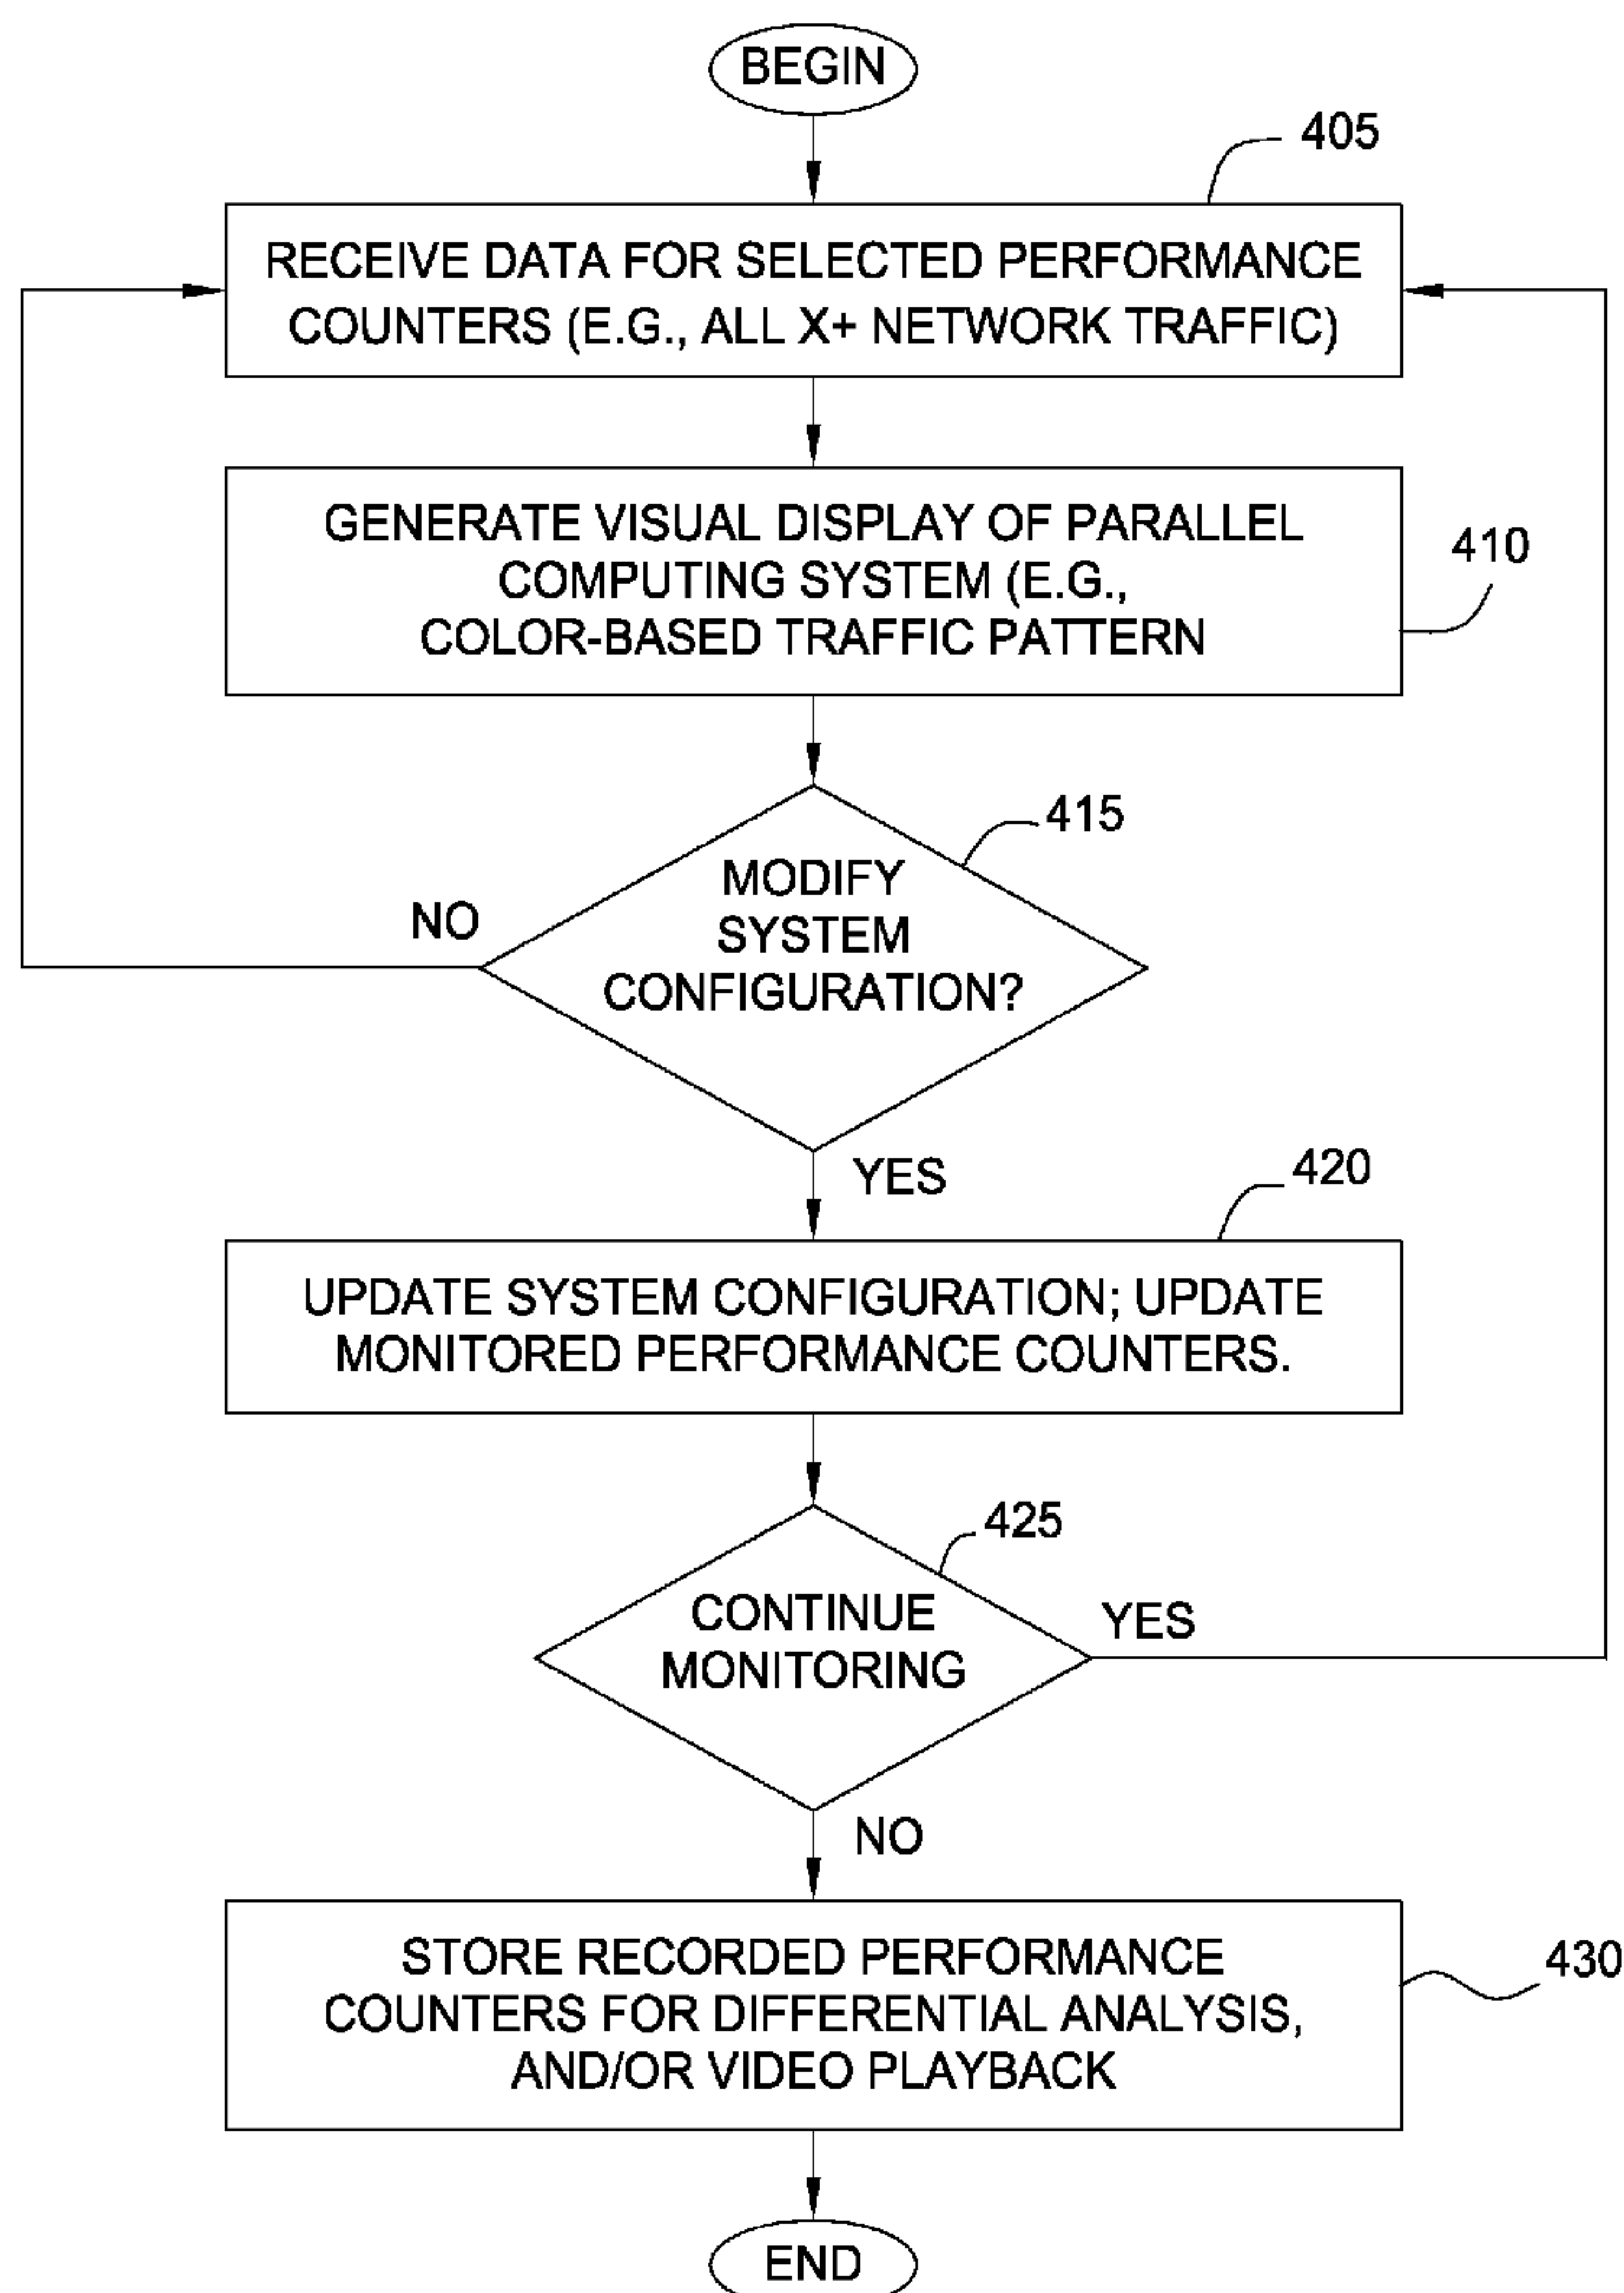 BEGIN
405
RECEIVE DATA FOR SELECTED PERFORMANCE
COUNTERS (E.G., ALL X+ NETWORK TRAFFIC)
GENERATE VISUAL DISPLAY OF PARALLEL
COMPUTING SYSTEM (E.G.,
COLOR-BASED TRAFFIC PATTERN
410
415
MODIFY
SYSTEM
CONFIGURATION?
NO
YES
420
UPDATE SYSTEM CONFIGURATION; UPDATE
MONITORED PERFORMANCE COUNTERS.
425
CONTINUE
MONITORING
YES
NO
STORE RECORDED PERFORMANCE
COUNTERS FOR DIFFERENTIAL ANALYSIS,
AND/OR VIDEO PLAYBACK
430
END